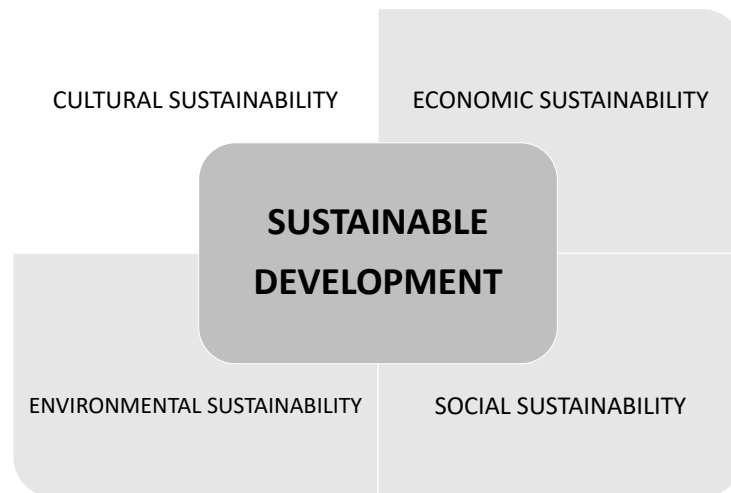 CULTURAL SUSTAINABILITY
ECONOMIC SUSTAINABILITY
SUSTAINABLE
DEVELOPMENT
ENVIRONMENTAL SUSTAINABILITY
SOCIAL SUSTAINABILITY